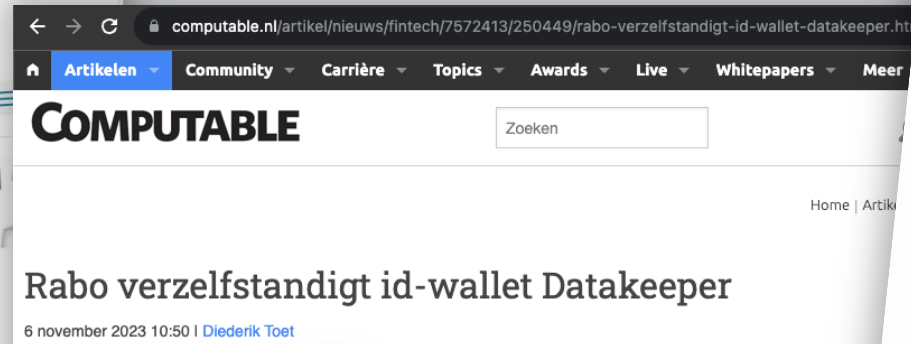 computable.nl/artikel/nieuws/fintech/7572413/250449/rabo-verzelfstandigt-id-wallet-datakeeper.ht
Artikelen Community Carrière Topics Awards Live Whitepapers Meer
COMPUTABLE
Zoeken
Home | Artike
Rabo verzelfstandigt id-wallet Datakeeper
6 november 2023 10:50 | Diederik Toet